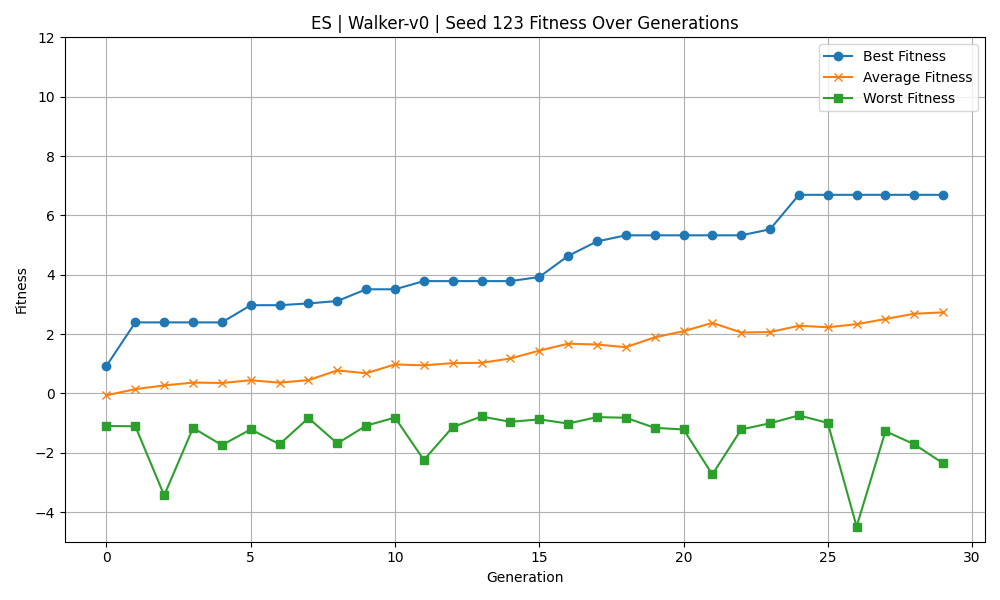 ES | Walker-v0 | Seed 123 Fitness Over Generations
12
10
8
6
4
2
0
−2
−4
Fitness
Best Fitness
Average Fitness
Worst Fitness
0 5 10 15 20 25 30
Generation